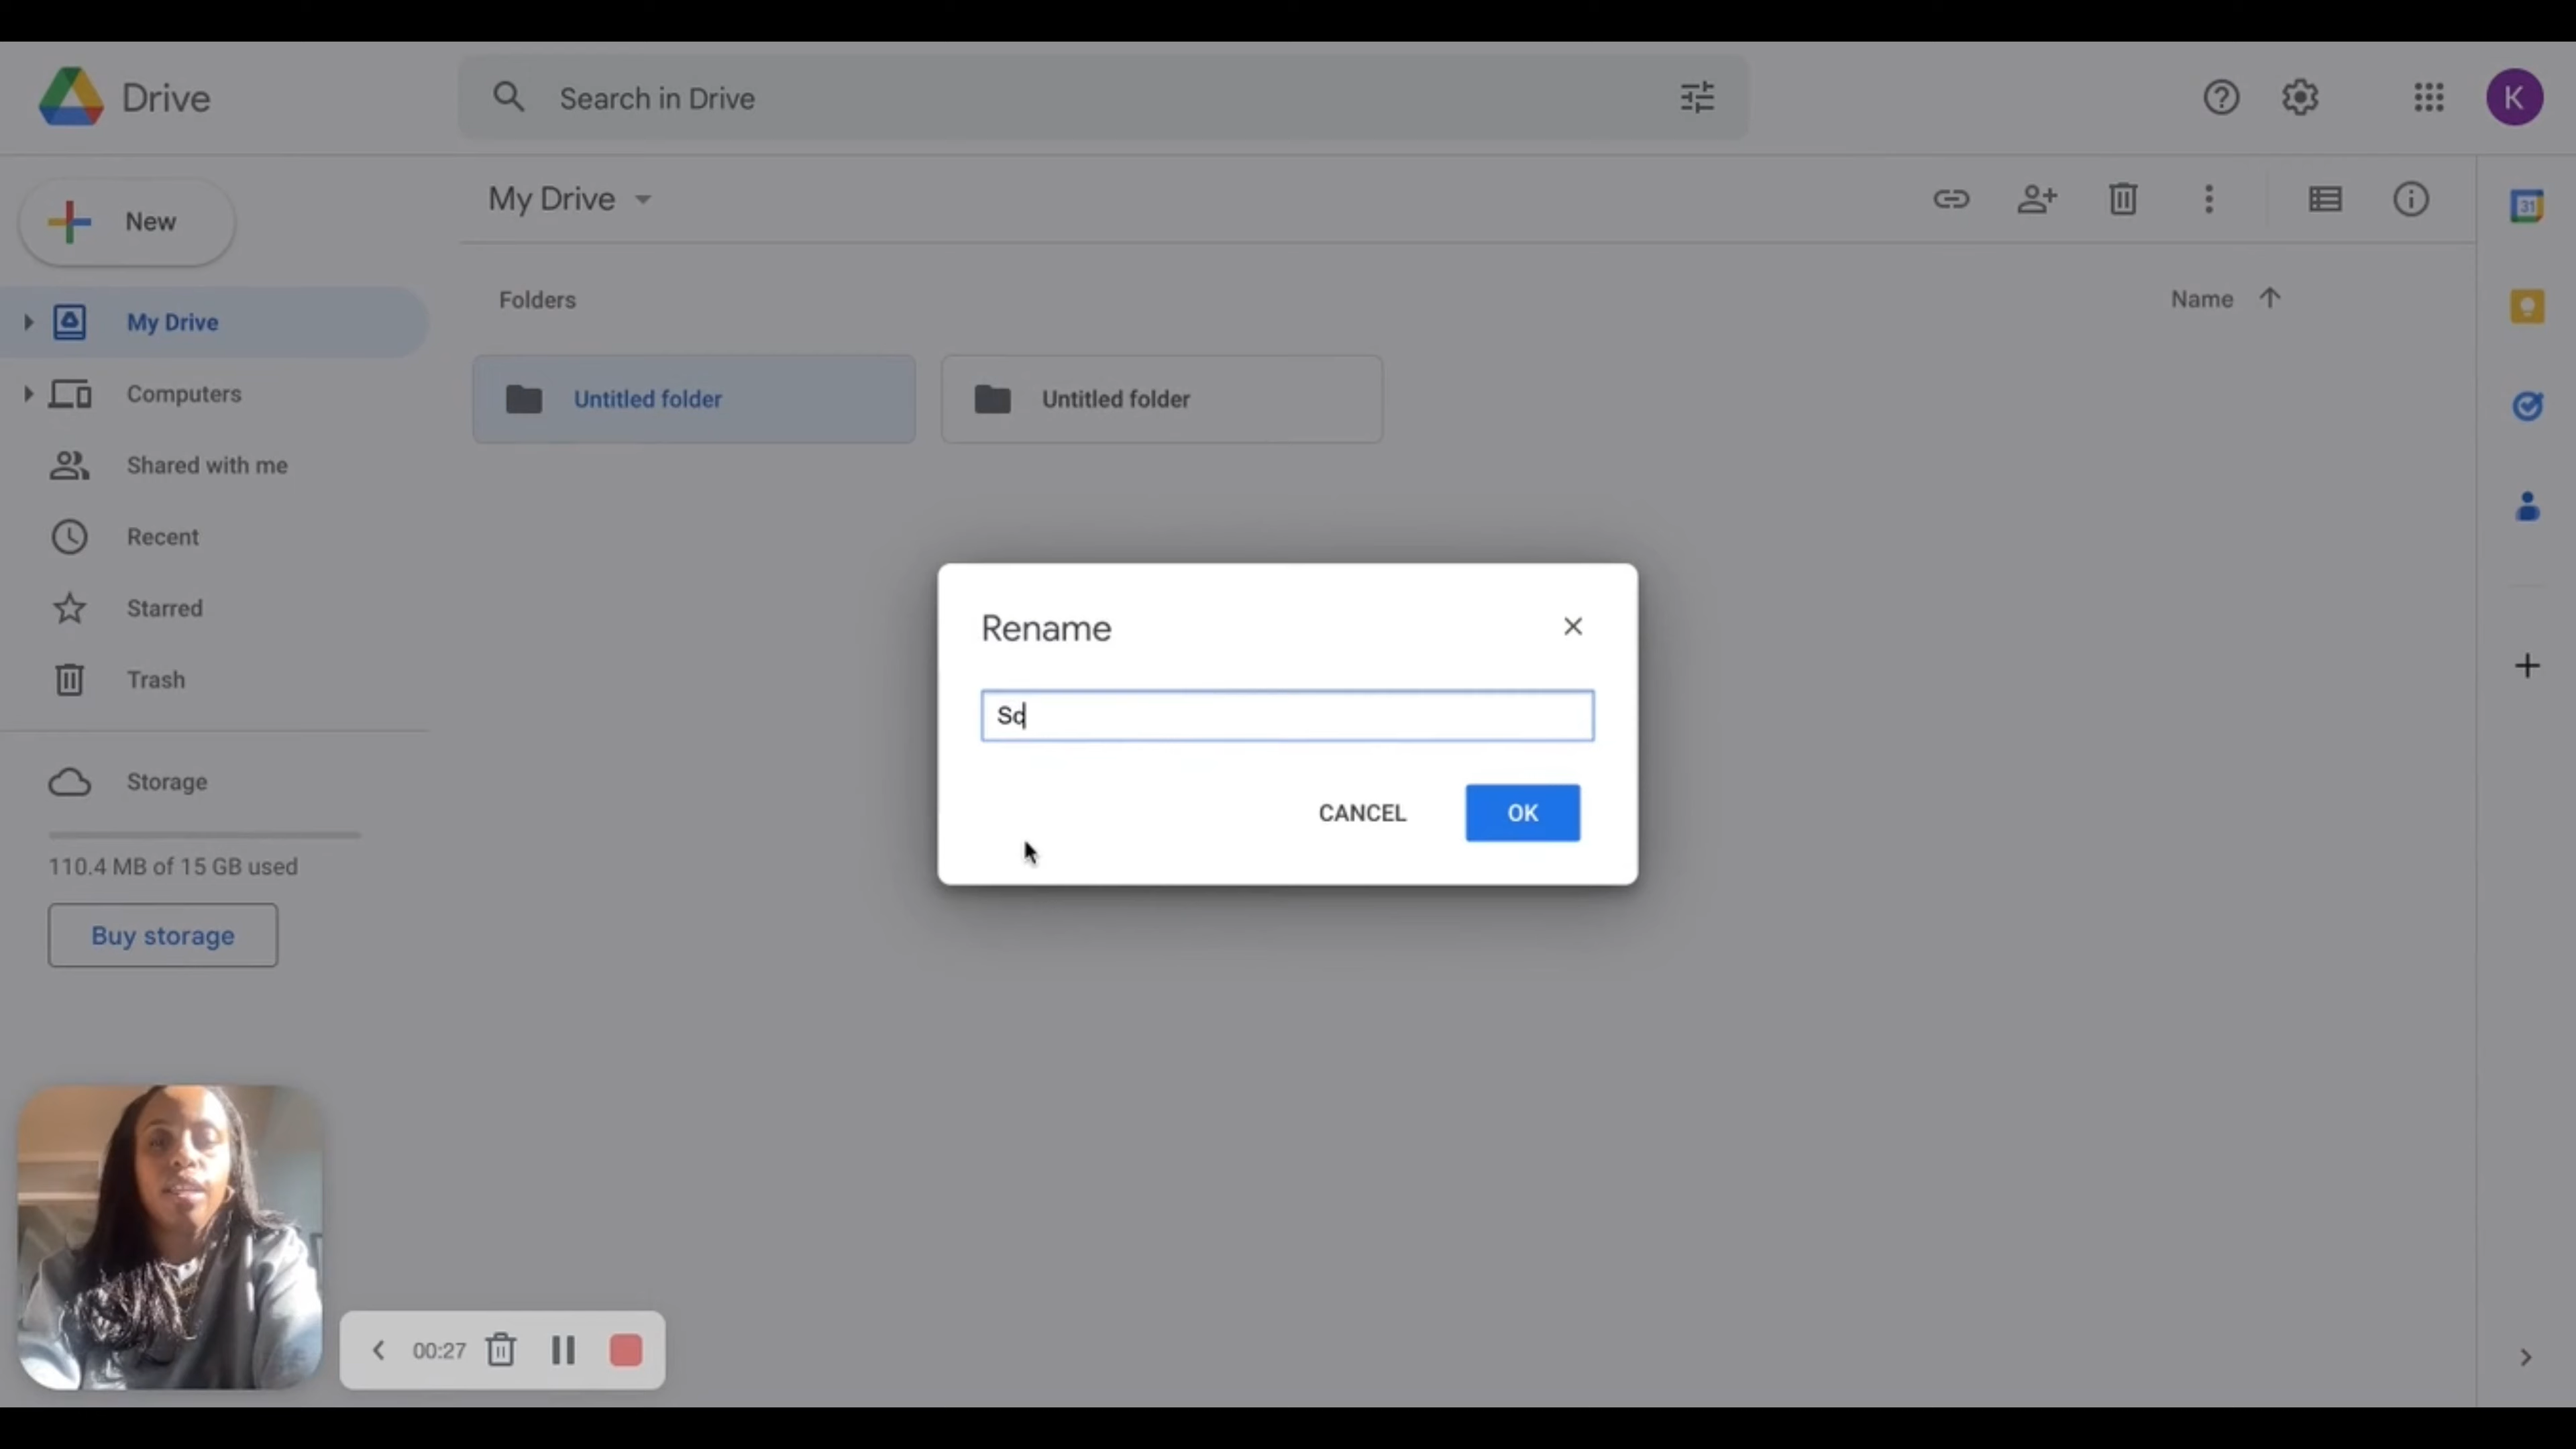 Drive
Search in Drive
K
New
My Drive
31
My Drive
Computers
Shared with me
Recent
Starred
Trash
Storage
110.4 MB of 15 GB used
Buy storage
Folders
Name
Untitled folder
Untitled folder
Rename
CANCEL
OK
00:27